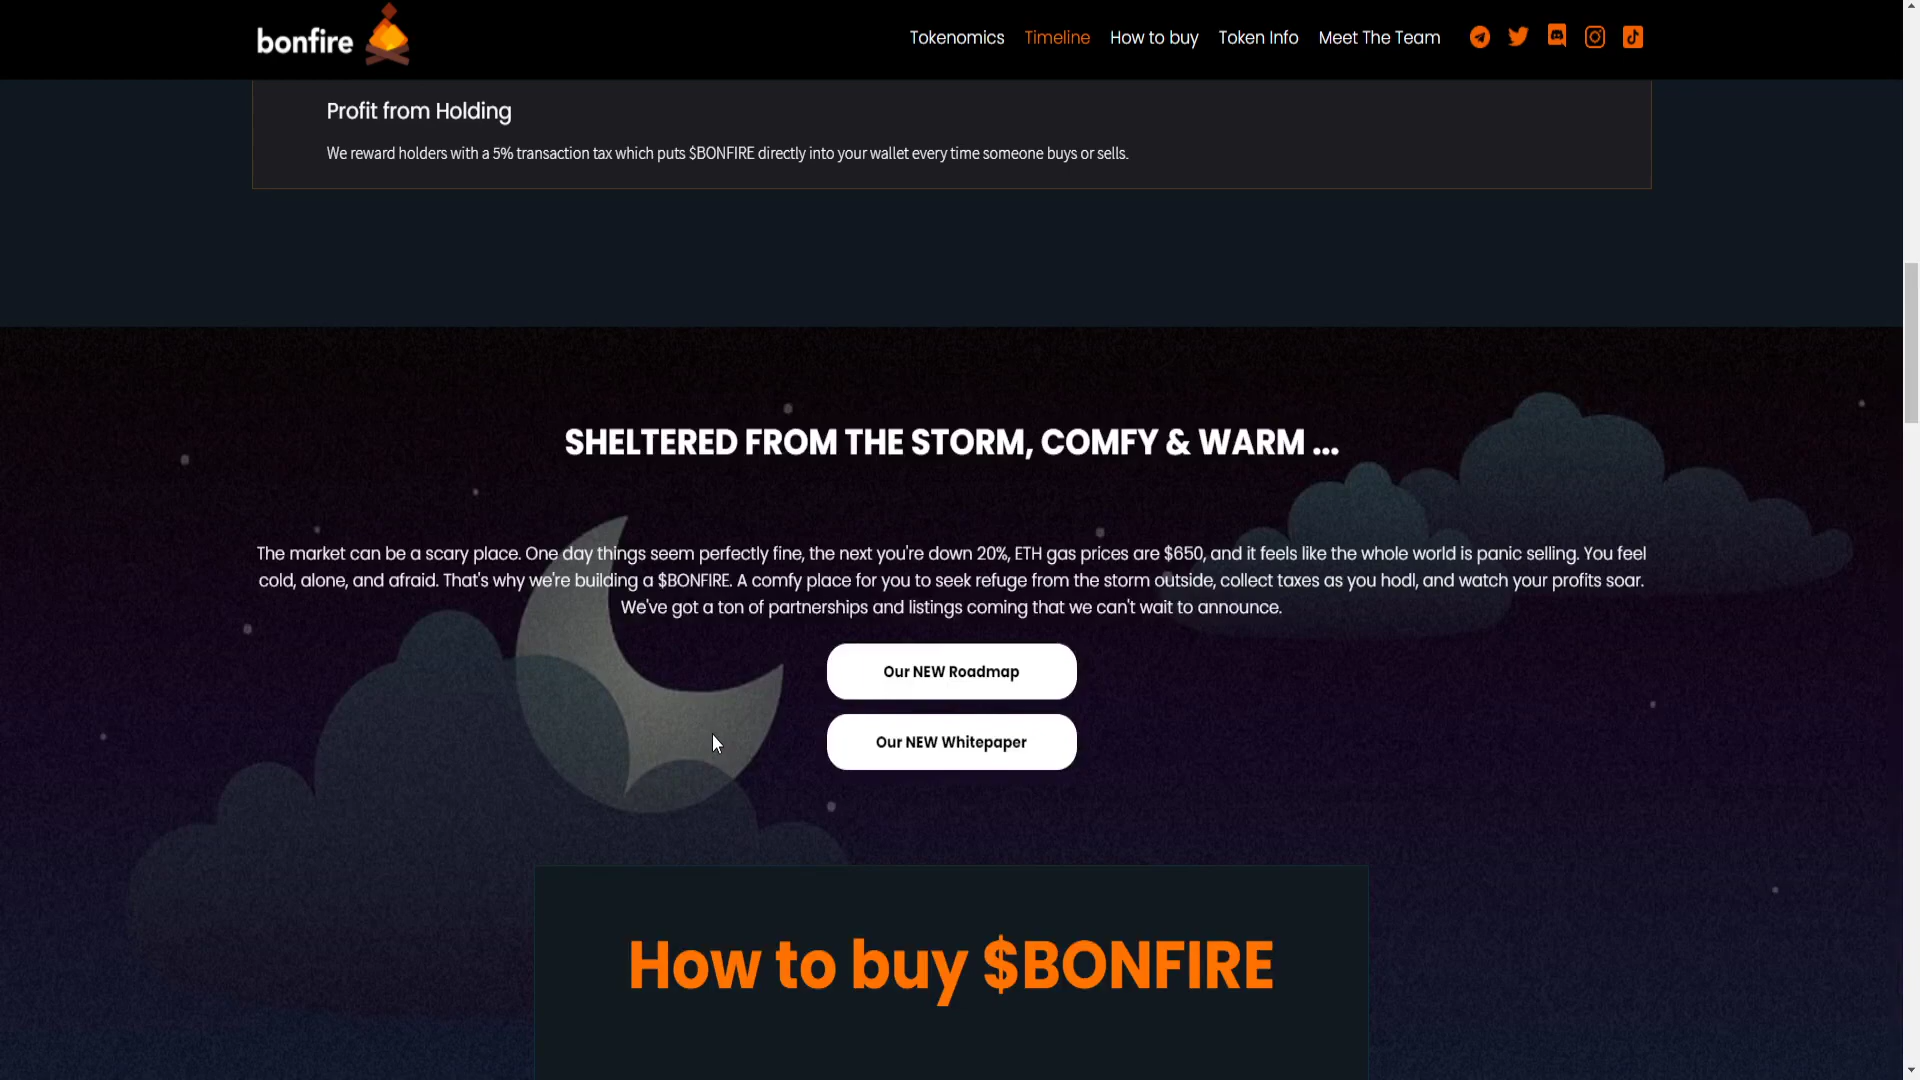 bonfire
Tokenomics Timeline How to buy Token Info Meet The Team
Profit from Holding
We reward holders with a 5% transaction tax which puts $BONFIRE directly into your wallet every time someone buys or sells.
SHELTERED FROM THE STORM, COMFY & WARM ...
The market can be a scary place. One day things seem perfectly fine, the next you're down 20%, ETH gas prices are $650, and it feels like the whole world is panic selling. You feel
cold, alone, and afraid. That's why we're building a $BONFIRE. A comfy place for you to seek refuge from the storm outside, collect taxes as you hodl, and watch your profits soar.
We've got a ton of partnerships and listings coming that we can't wait to announce.
Our NEW Roadmap
Our NEW Whitepaper
How to buy $BONFIRE